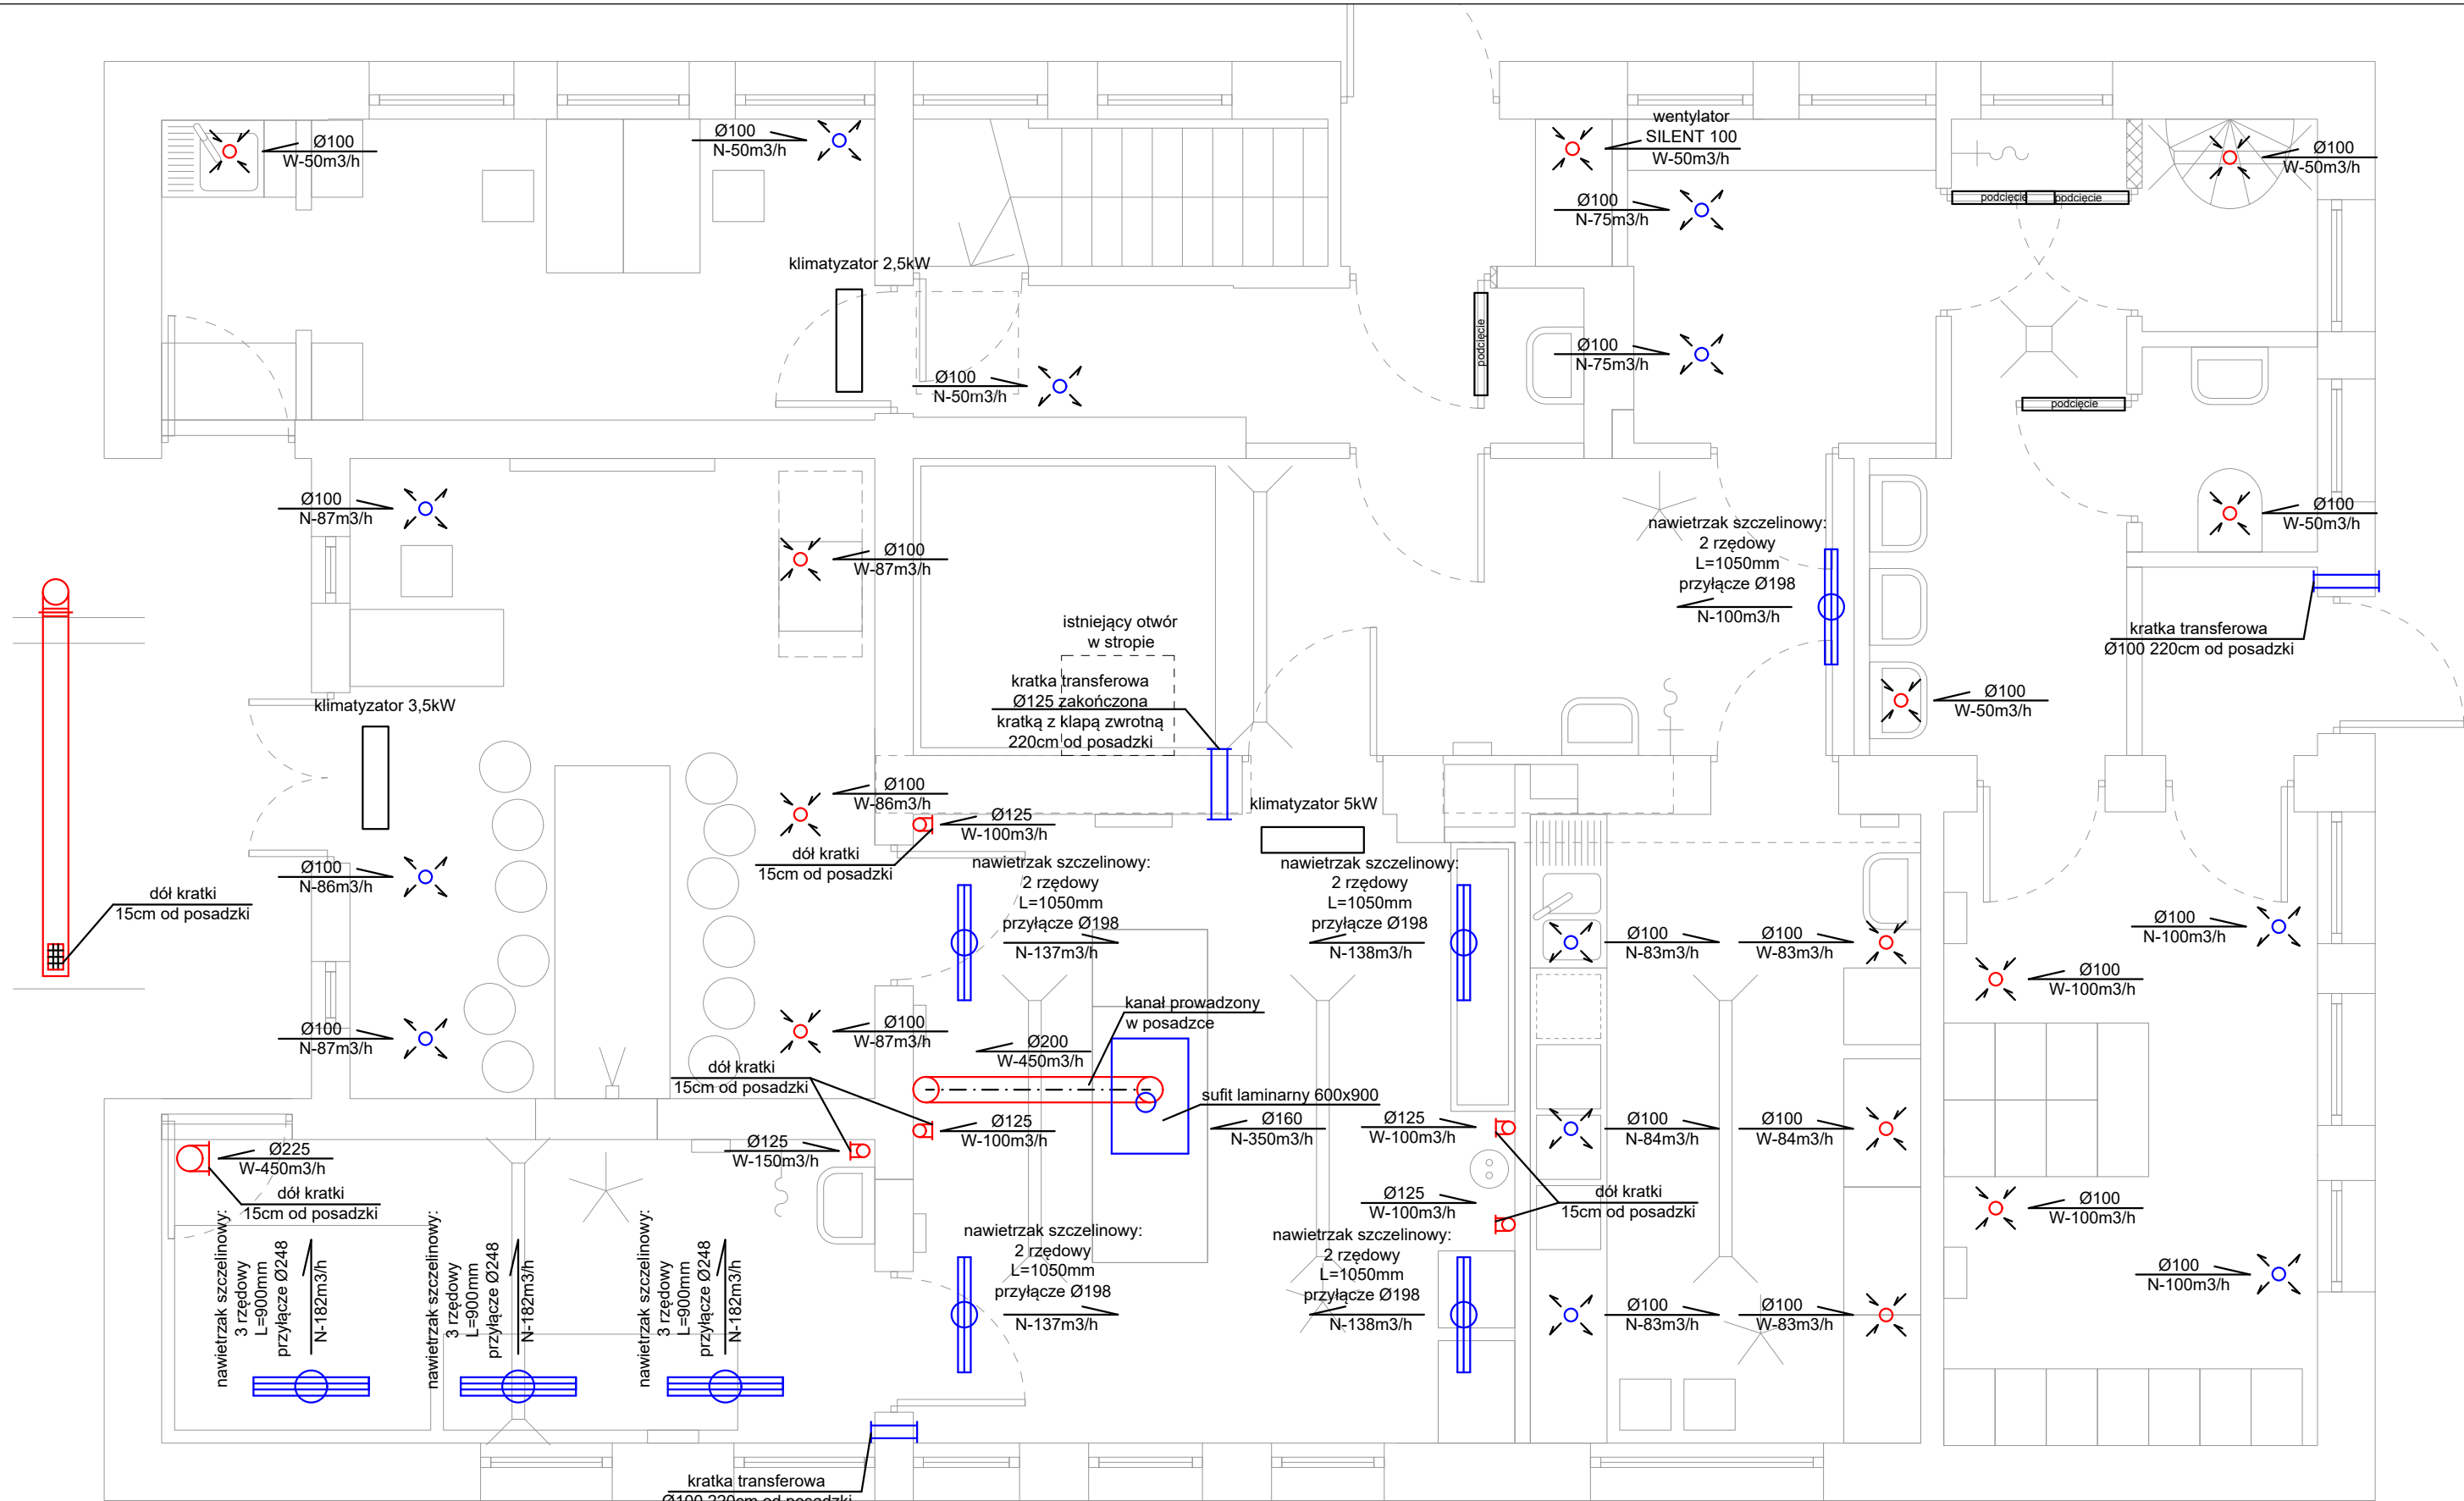 Ø100
W-50m3/h
Ø100
N-50m3/h
wentylator
SILENT 100
W-50m3/h
Ø100
W-50m3/h
podcięcie
podcięcie
Ø100
N-75m3/h
klimatyzator 2,5kW
podcięcie
Ø100
N-75m3/h
Ø100
N-50m3/h
podcięcie
Ø100
N-87m3/h
Ø100
W-87m3/h
nawietrzak szczelinowy:
2 rzędowy
L=1050mm
przyłącze Ø198
N-100m3/h
Ø100
W-50m3/h
istniejący otwór
w stropie
kratka transferowa
Ø100 220cm od posadzki
kratka transferowa
Ø125 zakończona
kratką z klapą zwrotną
220cm od posadzki
Ø100
W-50m3/h
klimatyzator 3,5kW
Ø100
W-86m3/h
klimatyzator 5kW
Ø125
W-100m3/h
dół kratki
15cm od posadzki
Ø100
N-86m3/h
dół kratki
15cm od posadzki
nawietrzak szczelinowy:
2 rzędowy
L=1050mm
przyłącze Ø198
N-137m3/h
nawietrzak szczelinowy:
2 rzędowy
L=1050mm
przyłącze Ø198
N-138m3/h
Ø100
N-83m3/h
Ø100
W-83m3/h
Ø100
N-100m3/h
Ø100
W-100m3/h
kanał prowadzony
w posadzce
Ø100
N-87m3/h
Ø100
W-87m3/h
Ø200
W-450m3/h
dół kratki
15cm od posadzki
sufit laminarny 600x900
Ø125
W-100m3/h
Ø160
N-350m3/h
Ø125
W-100m3/h
Ø100
N-84m3/h
Ø100
W-84m3/h
Ø225
W-450m3/h
Ø125
W-150m3/h
dół kratki
15cm od posadzki
Ø125
W-100m3/h
dół kratki
15cm od posadzki
Ø100
W-100m3/h
nawietrzak szczelinowy:
3 rzędowy
L=900mm
przyłącze Ø248
N-182m3/h
nawietrzak szczelinowy:
3 rzędowy
L=900mm
przyłącze Ø248
N-182m3/h
nawietrzak szczelinowy:
3 rzędowy
L=900mm
przyłącze Ø248
N-182m3/h
nawietrzak szczelinowy:
2 rzędowy
L=1050mm
przyłącze Ø198
N-137m3/h
nawietrzak szczelinowy:
2 rzędowy
L=1050mm
przyłącze Ø198
N-138m3/h
Ø100
N-83m3/h
Ø100
W-83m3/h
Ø100
N-100m3/h
kratka transferowa
Ø100 220cm od posadzki